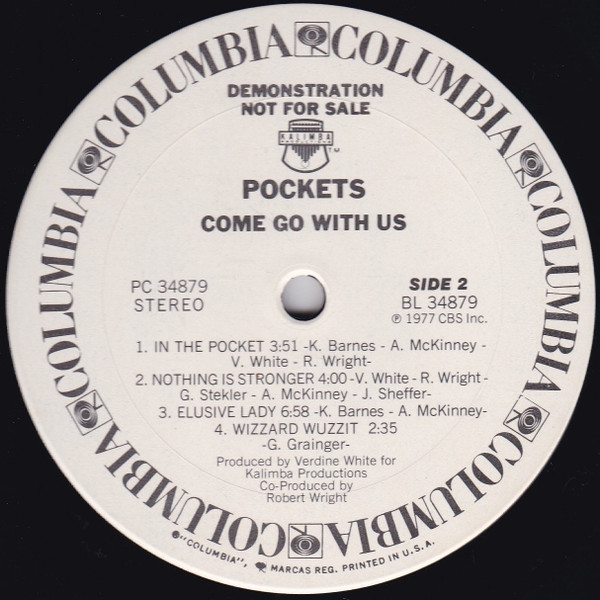 COLUMBIA COLUMBIA COLUMBIA COLUMBIA COLUMBIA COLUMBIA COLUMBIA
DEMONSTRATION
NOT FOR SALE
KALIMBA
TM
POCKETS
COME GO WITH US
PC 34879
STEREO
SIDE 2
BL 34879
℗ 1977 CBS Inc.
1. IN THE POCKET 3:51 -K. Barnes - A. McKinney -
V. White - R. Wright-
2. NOTHING IS STRONGER 4:00 -V. White - R. Wright -
G. Stekler - A. McKinney - J. Sheffer-
3. ELUSIVE LADY 6:58 -K. Barnes - A. McKinney-
4. WIZZARD WUZZIT 2:35
-G. Grainger-
Produced by Verdine White for
Kalimba Productions
Co-Produced by
Robert Wright
®"COLUMBIA", MARCAS REG. PRINTED IN U.S.A.